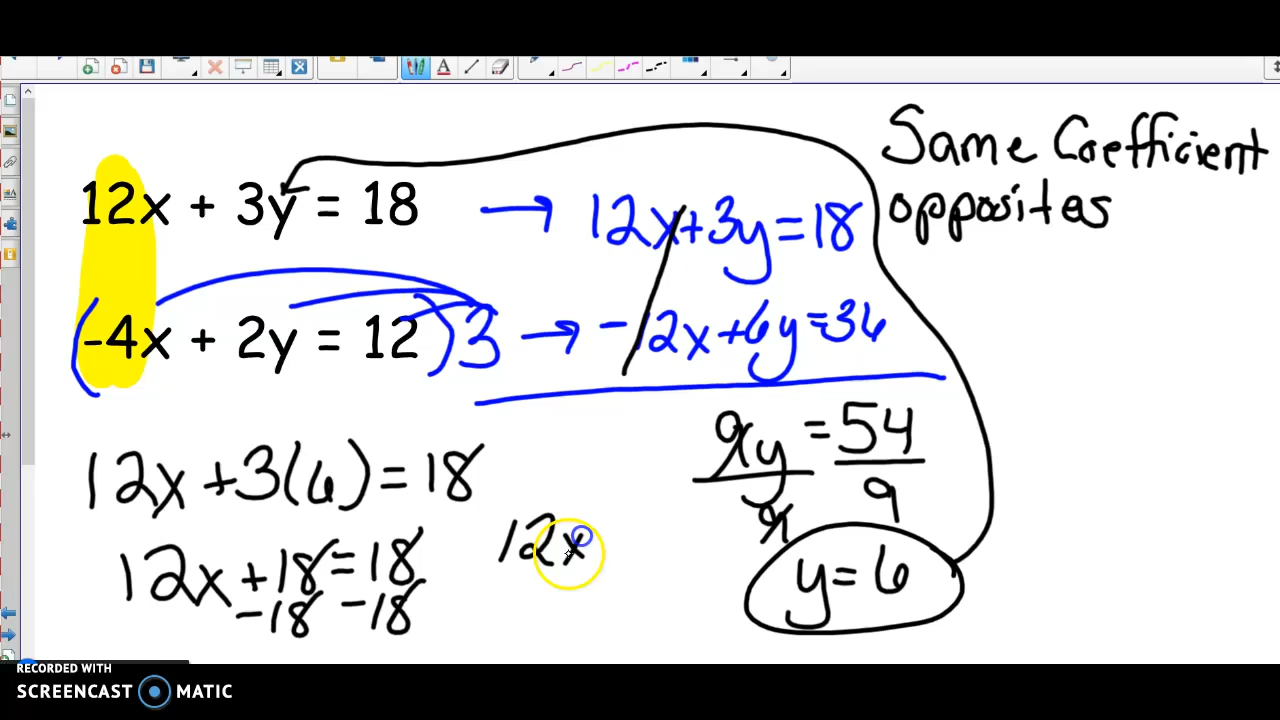 Same Coefficient
opposites
12x + 3y = 18 → 12x+3y=18
(-4x + 2y = 12)3 → -12x+6y=36
9y = 54
9 9
y=6
12x+3(6)=18
12x+18=18
-18 -18
12x
RECORDED WITH
SCREENCAST MATIC